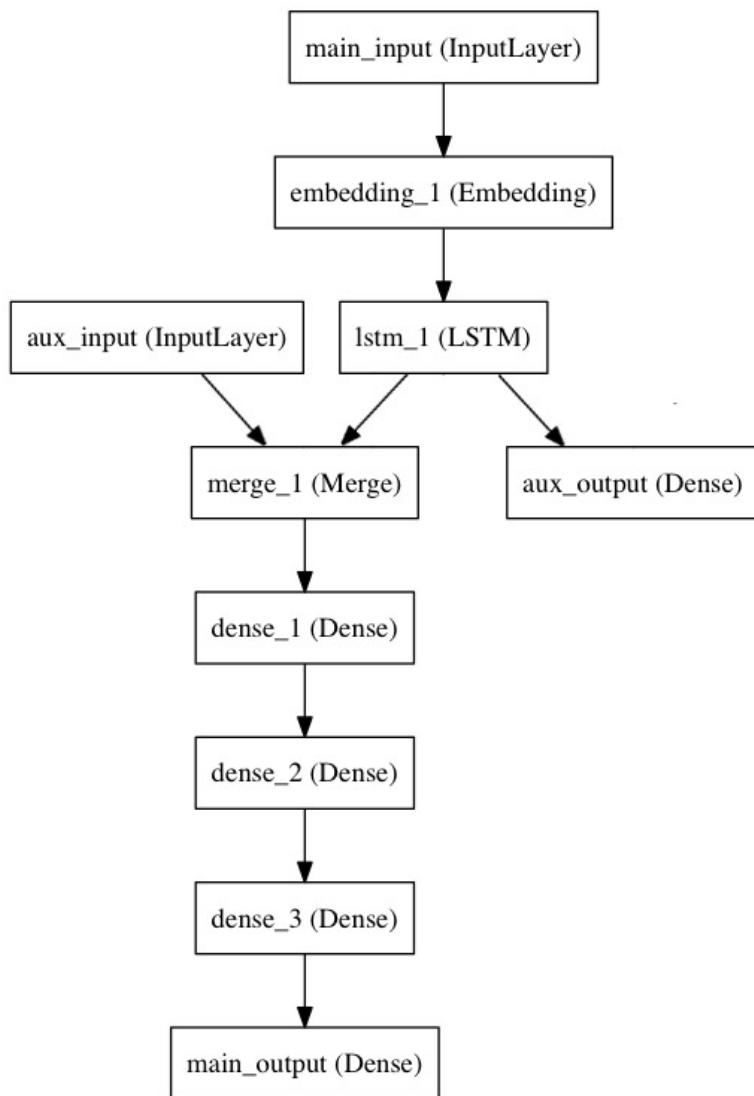 main_input (InputLayer)
embedding_1 (Embedding)
aux_input (InputLayer)
lstm_1 (LSTM)
merge_1 (Merge)
aux_output (Dense)
dense_1 (Dense)
dense_2 (Dense)
dense_3 (Dense)
main_output (Dense)